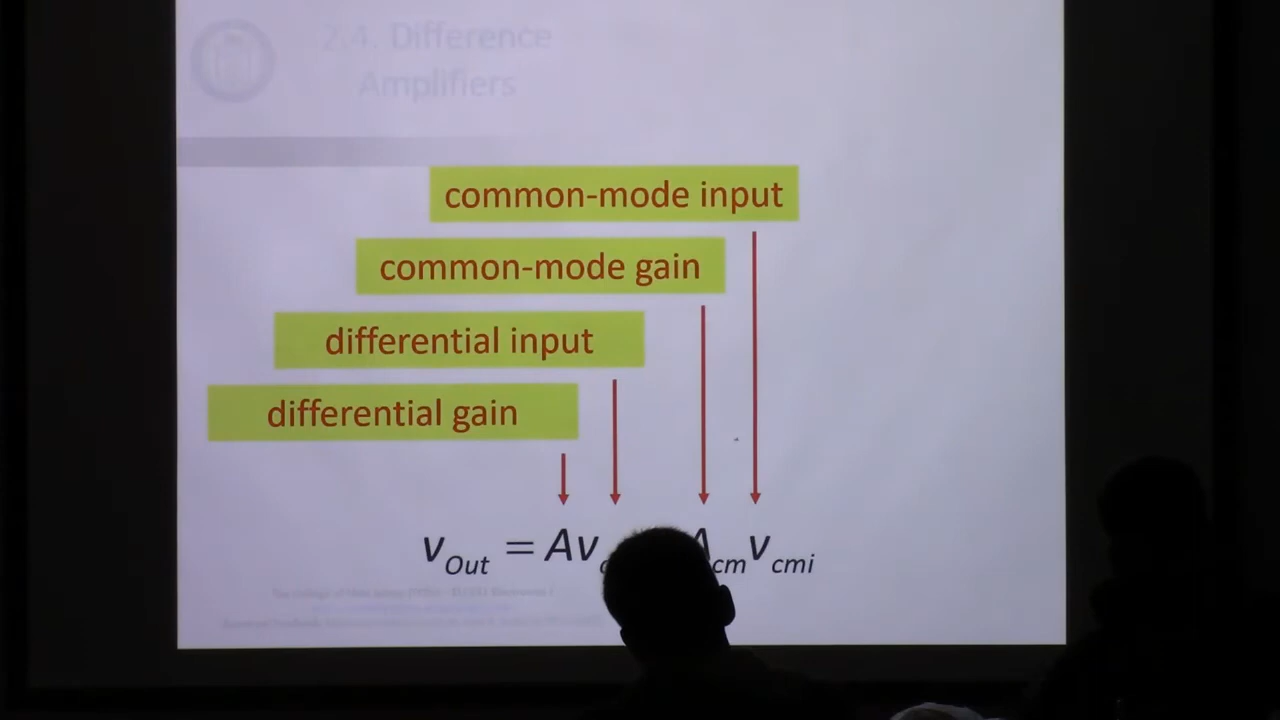 2.4. Difference
Amplifiers
common-mode input
common-mode gain
differential input
differential gain
v_Out = Av A_cm v_cmi